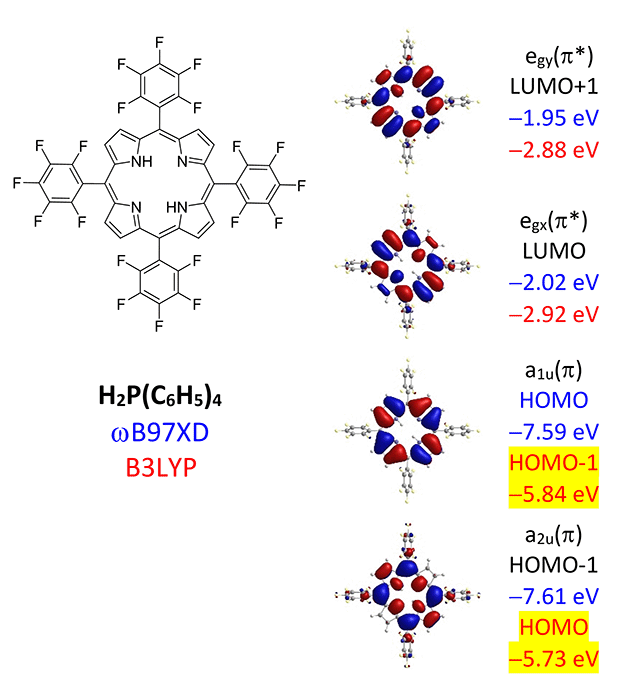 F
F
F
F
F
F
F
F
F
F
NH
N
N
HN
F
F
F
F
F
F
F
F
F
F
H₂P(C₆H₅)₄
ωB97XD
B3LYP
e_gy(π*)
LUMO+1
−1.95 eV
−2.88 eV
e_gx(π*)
LUMO
−2.02 eV
−2.92 eV
a₁ᵤ(π)
HOMO
−7.59 eV
HOMO-1
−5.84 eV
a₂ᵤ(π)
HOMO-1
−7.61 eV
HOMO
−5.73 eV